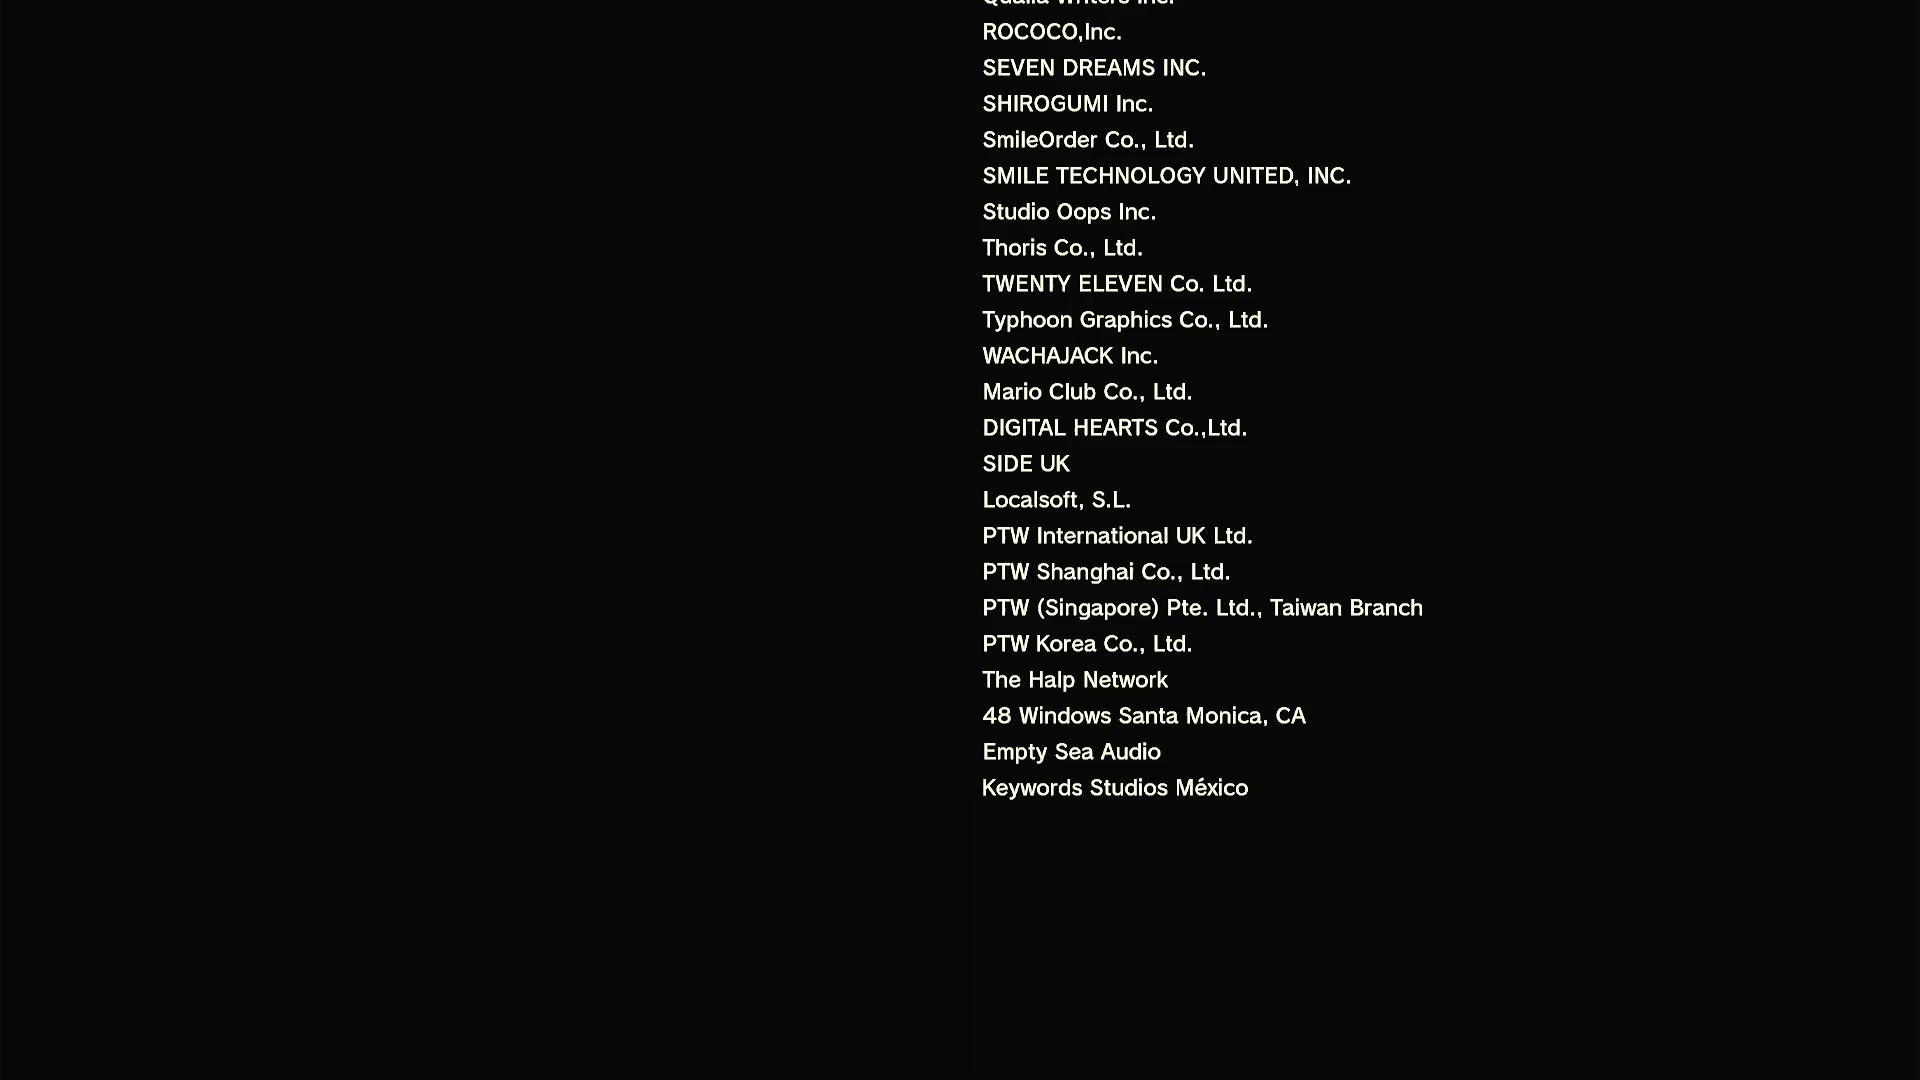 Qualia Writers Inc.
ROCOCO,Inc.
SEVEN DREAMS INC.
SHIROGUMI Inc.
SmileOrder Co., Ltd.
SMILE TECHNOLOGY UNITED, INC.
Studio Oops Inc.
Thoris Co., Ltd.
TWENTY ELEVEN Co. Ltd.
Typhoon Graphics Co., Ltd.
WACHAJACK Inc.
Mario Club Co., Ltd.
DIGITAL HEARTS Co.,Ltd.
SIDE UK
Localsoft, S.L.
PTW International UK Ltd.
PTW Shanghai Co., Ltd.
PTW (Singapore) Pte. Ltd., Taiwan Branch
PTW Korea Co., Ltd.
The Halp Network
48 Windows Santa Monica, CA
Empty Sea Audio
Keywords Studios México